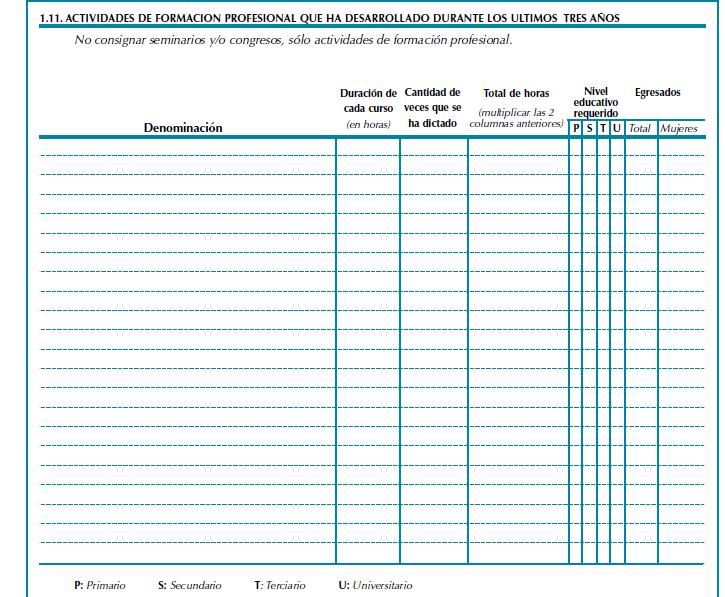 1.11. ACTIVIDADES DE FORMACION PROFESIONAL QUE HA DESARROLLADO DURANTE LOS ULTIMOS TRES AÑOS
No consignar seminarios y/o congresos, sólo actividades de formación profesional.
Denominación
Duración de
cada curso
(en horas)
Cantidad de
veces que se
ha dictado
Total de horas
(multiplicar las 2
columnas anteriores)
Nivel
educativo
requerido
P S T U
Egresados
Total Mujeres
P: Primario S: Secundario T: Terciario U: Universitario